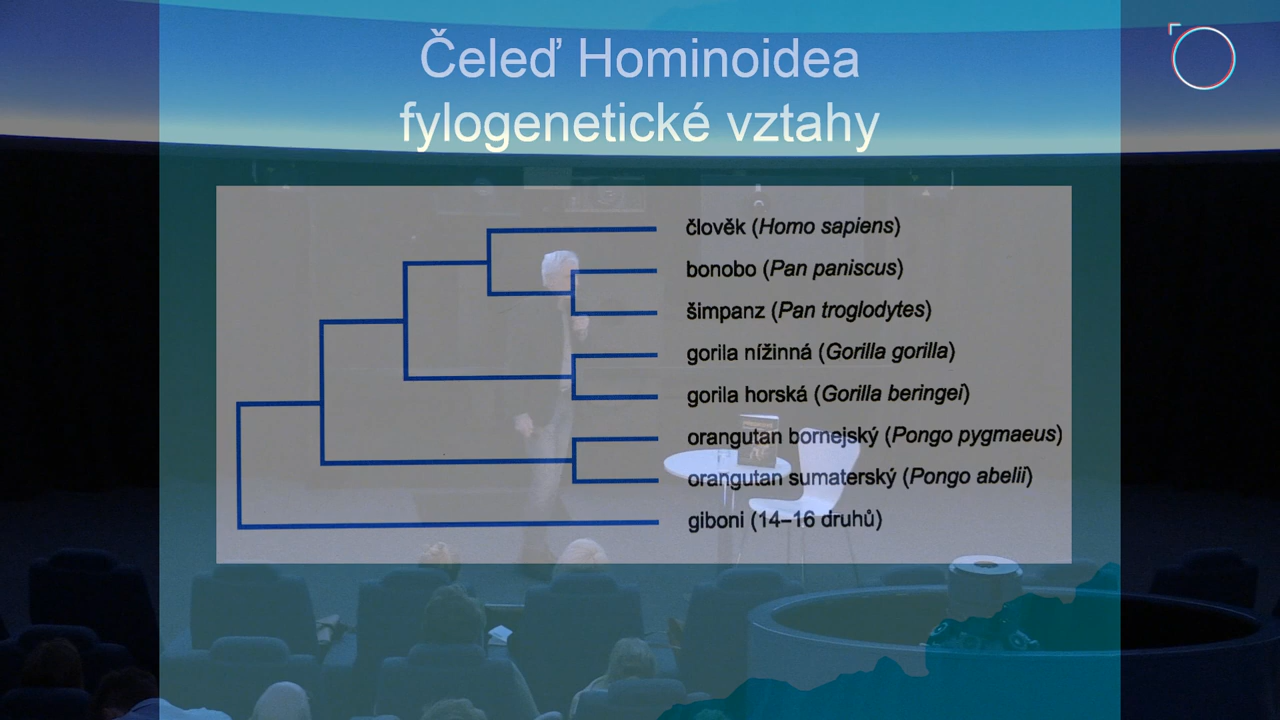 Čeleď Hominoidea
fylogenetické vztahy
člověk (Homo sapiens)
bonobo (Pan paniscus)
šimpanz (Pan troglodytes)
gorila nížinná (Gorilla gorilla)
gorila horská (Gorilla beringei)
orangutan bornejský (Pongo pygmaeus)
orangutan sumaterský (Pongo abelii)
giboni (14–16 druhů)